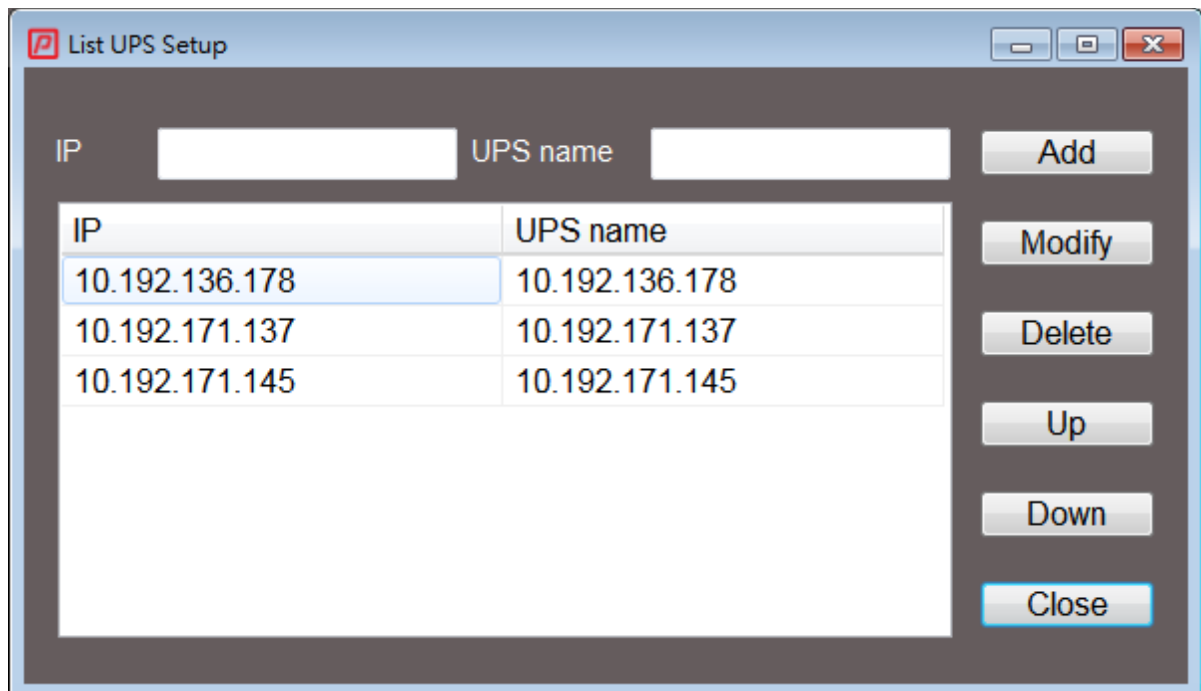 List UPS Setup
IP UPS name Add
IP UPS name
Modify
10.192.136.178 10.192.136.178
10.192.171.137 10.192.171.137
Delete
10.192.171.145 10.192.171.145
Up
Down
Close